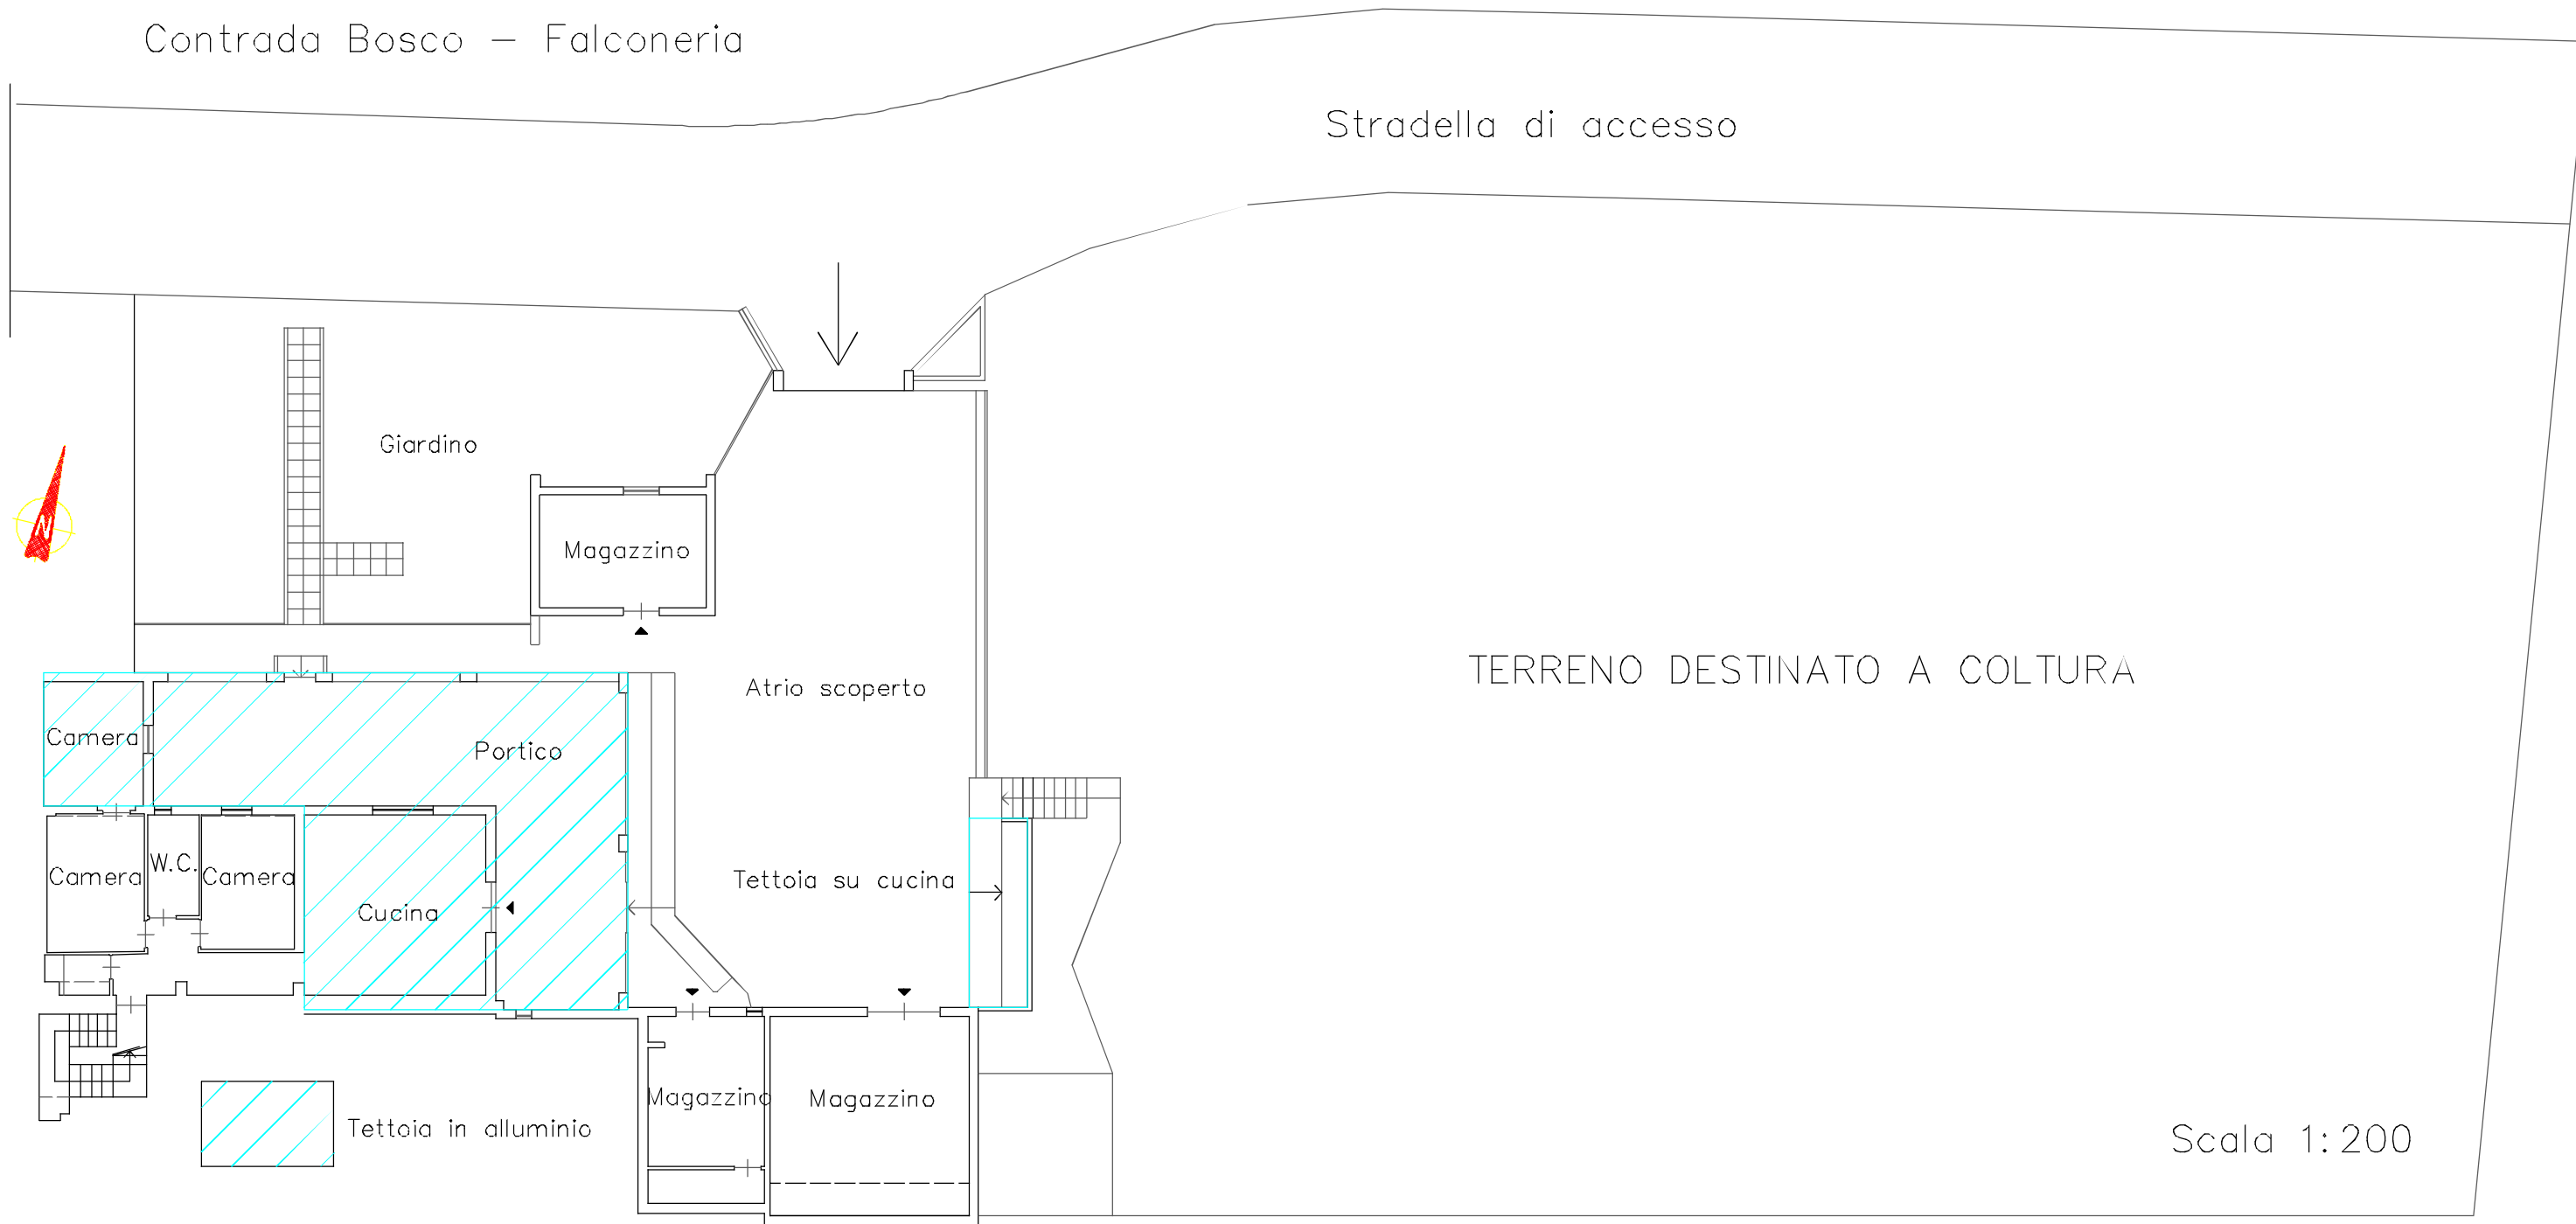 Contrada Bosco – Falconeria
Stradella di accesso
Giardino
N
Magazzino
TERRENO DESTINATO A COLTURA
Atrio scoperto
Camera
Portico
W.C.
Camera
Camera
Tettoia su cucina
Cucina
Magazzino
Magazzino
Tettoia in alluminio
Scala 1:200